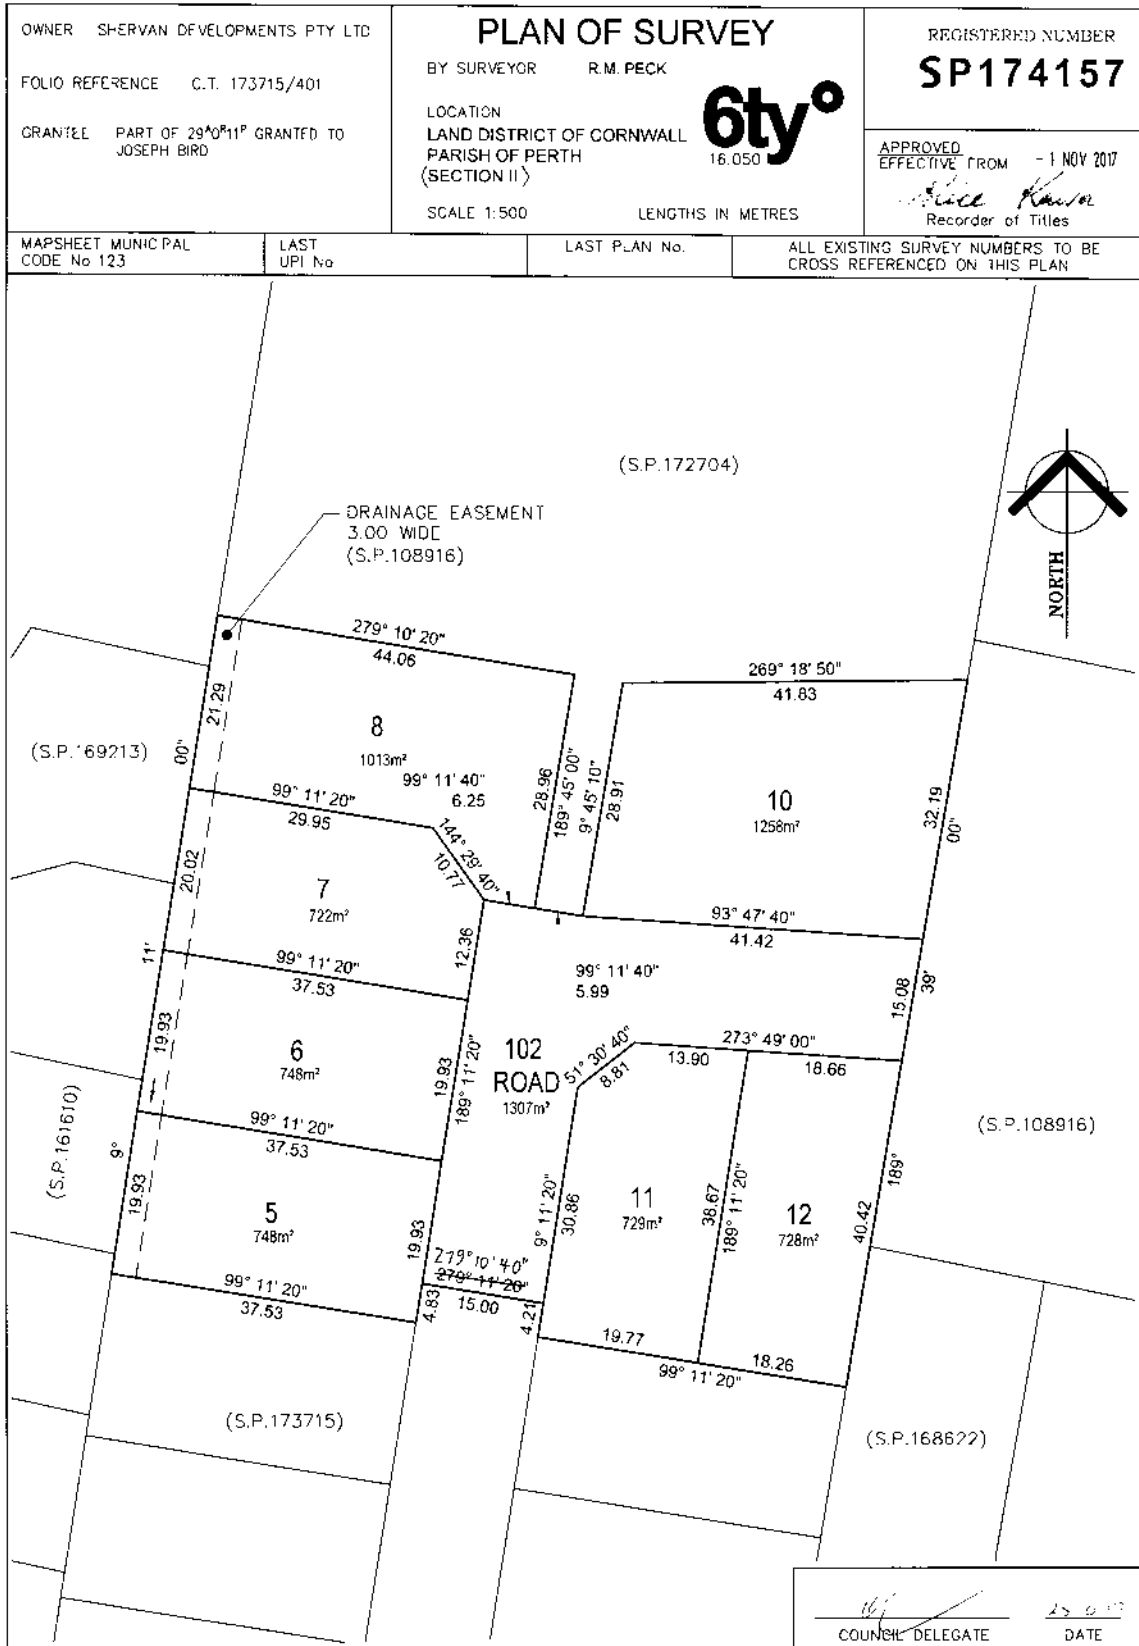 OWNER SHERVAN DEVELOPMENTS PTY LTD
FOLIO REFERENCE C.T. 173715/401
GRANTEE PART OF 29ᴬ0ᴿ11ᴾ GRANTED TO
JOSEPH BIRD
PLAN OF SURVEY
BY SURVEYOR R.M. PECK
LOCATION
LAND DISTRICT OF CORNWALL
PARISH OF PERTH
(SECTION II)
6ty°
16.050
SCALE 1:500 LENGTHS IN METRES
REGISTERED NUMBER
SP174157
APPROVED
EFFECTIVE FROM - 1 NOV 2017
Recorder of Titles
MAPSHEET MUNICIPAL
CODE No 123
LAST
UPI No
LAST PLAN No.
ALL EXISTING SURVEY NUMBERS TO BE
CROSS REFERENCED ON THIS PLAN
(S.P.172704)
DRAINAGE EASEMENT
3.00 WIDE
(S.P.108916)
NORTH
279° 10' 20"
44.06
269° 18' 50"
41.83
21.29
00"
(S.P.169213)
8
1013m²
99° 11' 40"
6.25
28.96
189° 45' 00"
9° 45' 10"
28.91
10
1258m²
32.19
00"
99° 11' 20"
29.95
144° 29' 40"
10.77
20.02
7
722m²
12.36
93° 47' 40"
41.42
11'
99° 11' 20"
37.53
99° 11' 40"
5.99
15.08
39'
19.93
6
748m²
19.93
189° 11' 20"
102
ROAD
1307m²
51° 30' 40"
8.81
273° 49' 00"
13.90
18.66
(S.P.161610)
9°
99° 11' 20"
37.53
(S.P.108916)
189°
19.93
5
748m²
19.93
9° 11' 20"
30.86
11
729m²
38.67
189° 11' 20"
12
728m²
40.42
279° 10' 40"
279° 11' 20"
15.00
99° 11' 20"
37.53
4.83
4.21
19.77
18.26
99° 11' 20"
(S.P.173715)
(S.P.168622)
COUNCIL DELEGATE DATE